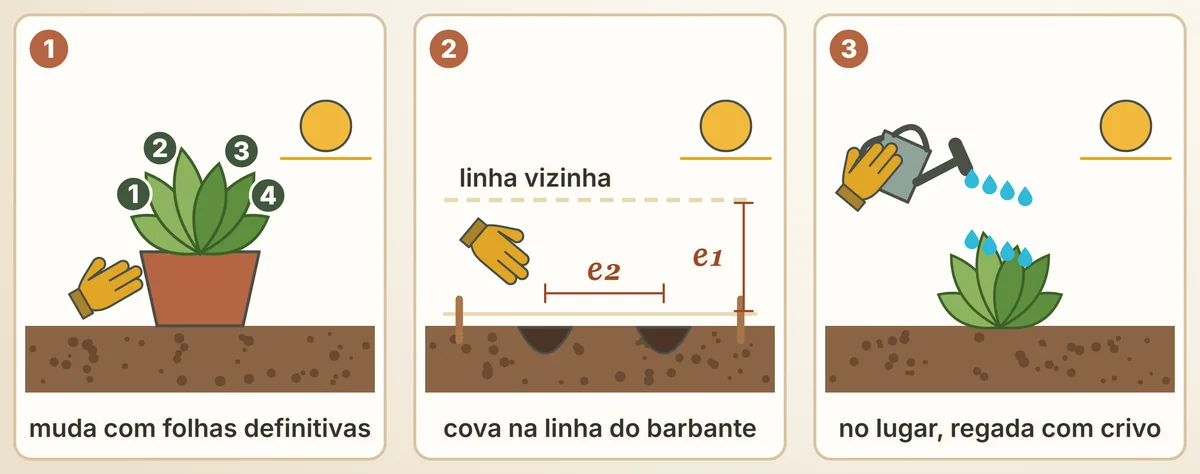 1
2
3
1
4
muda com folhas definitivas
2
linha vizinha
e1
e2
cova na linha do barbante
3
no lugar, regada com crivo